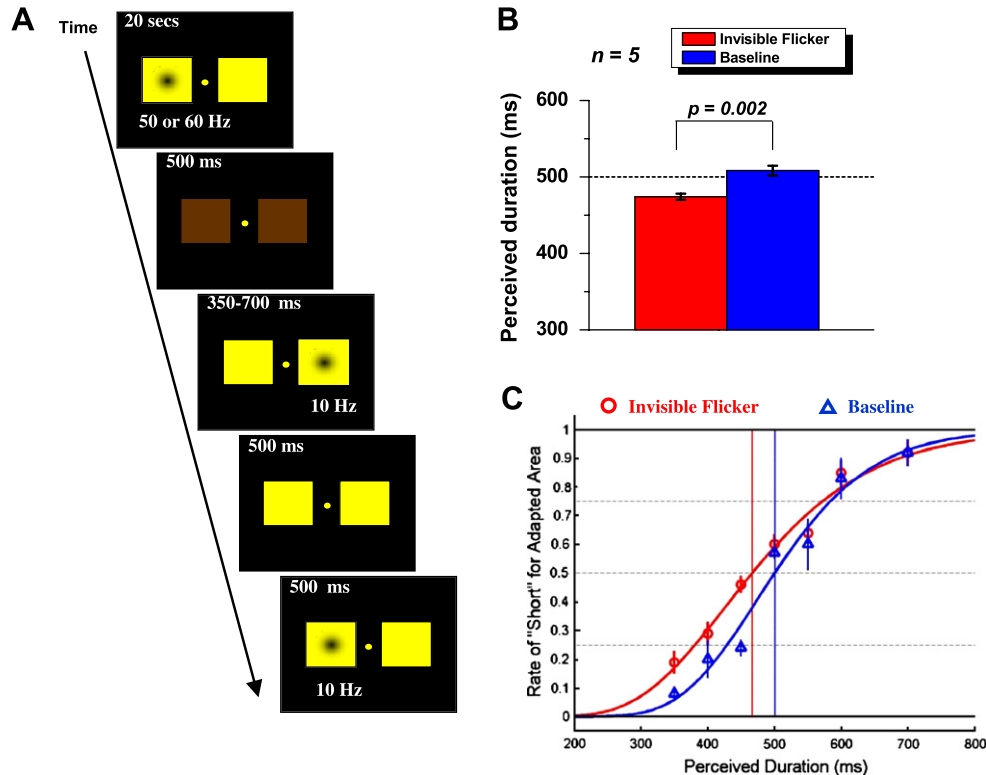 A
Time
20 secs
50 or 60 Hz
500 ms
350-700 ms
10 Hz
500 ms
500 ms
10 Hz
B
n = 5
Invisible Flicker
Baseline
Perceived duration (ms)
600
500
400
300
p = 0.002
C
Invisible Flicker
Baseline
Rate of "Short" for Adapted Area
1
0.9
0.8
0.7
0.6
0.5
0.4
0.3
0.2
0.1
0
200 300 400 500 600 700 800
Perceived Duration (ms)